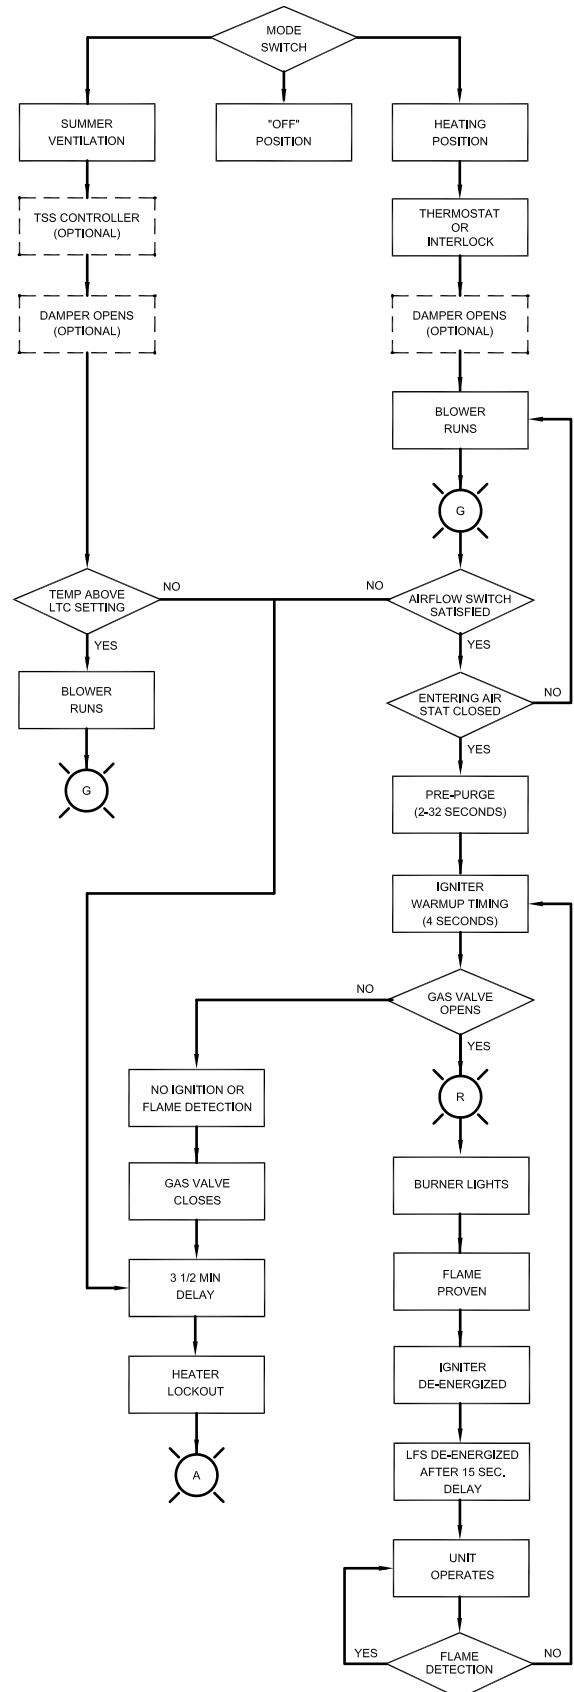 MODE
SWITCH
SUMMER
VENTILATION
"OFF"
POSITION
HEATING
POSITION
TSS CONTROLLER
(OPTIONAL)
THERMOSTAT
OR
INTERLOCK
DAMPER OPENS
(OPTIONAL)
DAMPER OPENS
(OPTIONAL)
BLOWER
RUNS
G
TEMP ABOVE
LTC SETTING
NO
NO
AIRFLOW SWITCH
SATISFIED
YES
YES
BLOWER
RUNS
ENTERING AIR
STAT CLOSED
NO
YES
G
PRE-PURGE
(2-32 SECONDS)
IGNITER
WARMUP TIMING
(4 SECONDS)
NO
GAS VALVE
OPENS
YES
NO IGNITION OR
FLAME DETECTION
R
GAS VALVE
CLOSES
BURNER LIGHTS
3 1/2 MIN
DELAY
FLAME
PROVEN
HEATER
LOCKOUT
IGNITER
DE-ENERGIZED
A
LFS DE-ENERGIZED
AFTER 15 SEC.
DELAY
UNIT
OPERATES
YES
FLAME
DETECTION
NO